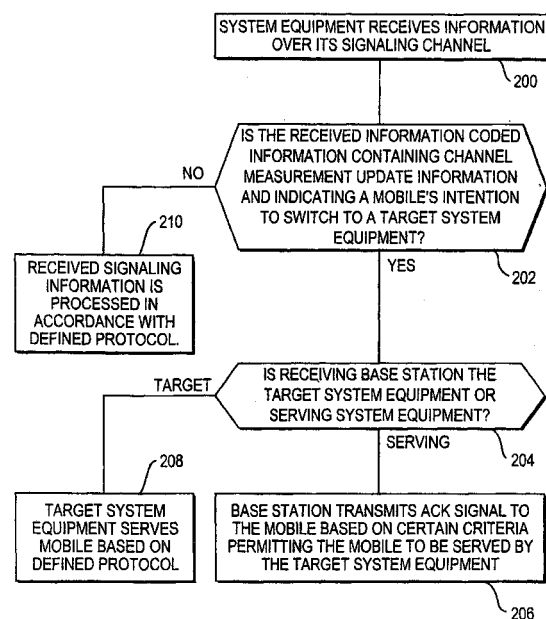 SYSTEM EQUIPMENT RECEIVES INFORMATION
OVER ITS SIGNALING CHANNEL
200
IS THE RECEIVED INFORMATION CODED
INFORMATION CONTAINING CHANNEL
MEASUREMENT UPDATE INFORMATION
AND INDICATING A MOBILE'S INTENTION
TO SWITCH TO A TARGET SYSTEM
EQUIPMENT?
NO
202
YES
210
RECEIVED SIGNALING
INFORMATION IS
PROCESSED IN
ACCORDANCE WITH
DEFINED PROTOCOL.
IS RECEIVING BASE STATION THE
TARGET SYSTEM EQUIPMENT OR
SERVING SYSTEM EQUIPMENT?
TARGET
204
SERVING
208
TARGET SYSTEM
EQUIPMENT SERVES
MOBILE BASED ON
DEFINED PROTOCOL
BASE STATION TRANSMITS ACK SIGNAL TO
THE MOBILE BASED ON CERTAIN CRITERIA
PERMITTING THE MOBILE TO BE SERVED BY
THE TARGET SYSTEM EQUIPMENT
206